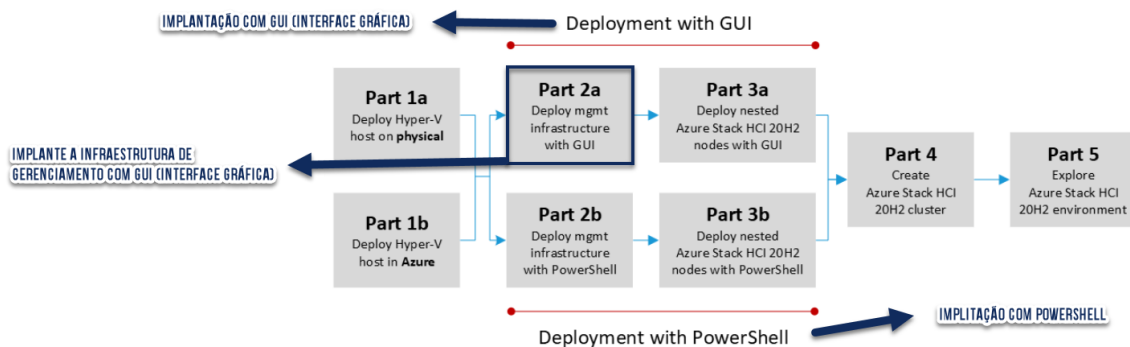 IMPLANTAÇÃO COM GUI (INTERFACE GRÁFICA)
Deployment with GUI
Part 1a
Deploy Hyper-V
host on physical
Part 2a
Deploy mgmt
infrastructure
with GUI
Part 3a
Deploy nested
Azure Stack HCI 20H2
nodes with GUI
IMPLANTE A INFRAESTRUTURA DE
GERENCIAMENTO COM GUI (INTERFACE GRÁFICA)
Part 4
Create
Azure Stack HCI
20H2 cluster
Part 5
Explore
Azure Stack HCI
20H2 environment
Part 1b
Deploy Hyper-V
host in Azure
Part 2b
Deploy mgmt
infrastructure
with PowerShell
Part 3b
Deploy nested
Azure Stack HCI 20H2
nodes with PowerShell
IMPLITAÇÃO COM POWERSHELL
Deployment with PowerShell